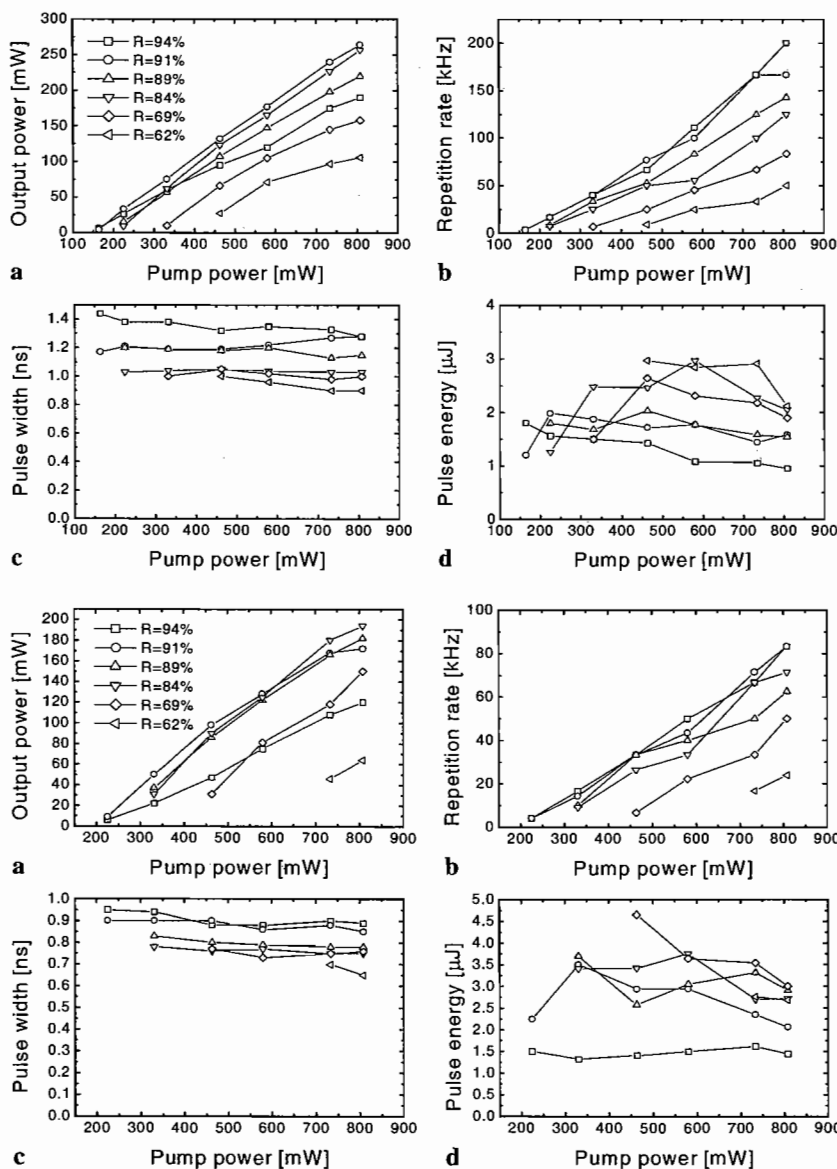 Output power [mW]
300
250
200
150
100
50
0
R=94%
R=91%
R=89%
R=84%
R=69%
R=62%
100 200 300 400 500 600 700 800 900
a Pump power [mW]
Repetition rate [kHz]
200
150
100
50
0
100 200 300 400 500 600 700 800 900
b Pump power [mW]
Pulse width [ns]
1.4
1.2
1.0
0.8
0.6
0.4
0.2
0.0
100 200 300 400 500 600 700 800 900
c Pump power [mW]
Pulse energy [µJ]
4
3
2
1
0
100 200 300 400 500 600 700 800 900
d Pump power [mW]
Output power [mW]
200
180
160
140
120
100
80
60
40
20
0
R=94%
R=91%
R=89%
R=84%
R=69%
R=62%
200 300 400 500 600 700 800 900
a Pump power [mW]
Repetition rate [kHz]
100
80
60
40
20
0
200 300 400 500 600 700 800 900
b Pump power [mW]
Pulse width [ns]
1.0
0.9
0.8
0.7
0.6
0.5
0.4
0.3
0.2
0.1
0.0
200 300 400 500 600 700 800 900
c Pump power [mW]
Pulse energy [µJ]
5.0
4.5
4.0
3.5
3.0
2.5
2.0
1.5
1.0
0.5
0.0
200 300 400 500 600 700 800 900
d Pump power [mW]